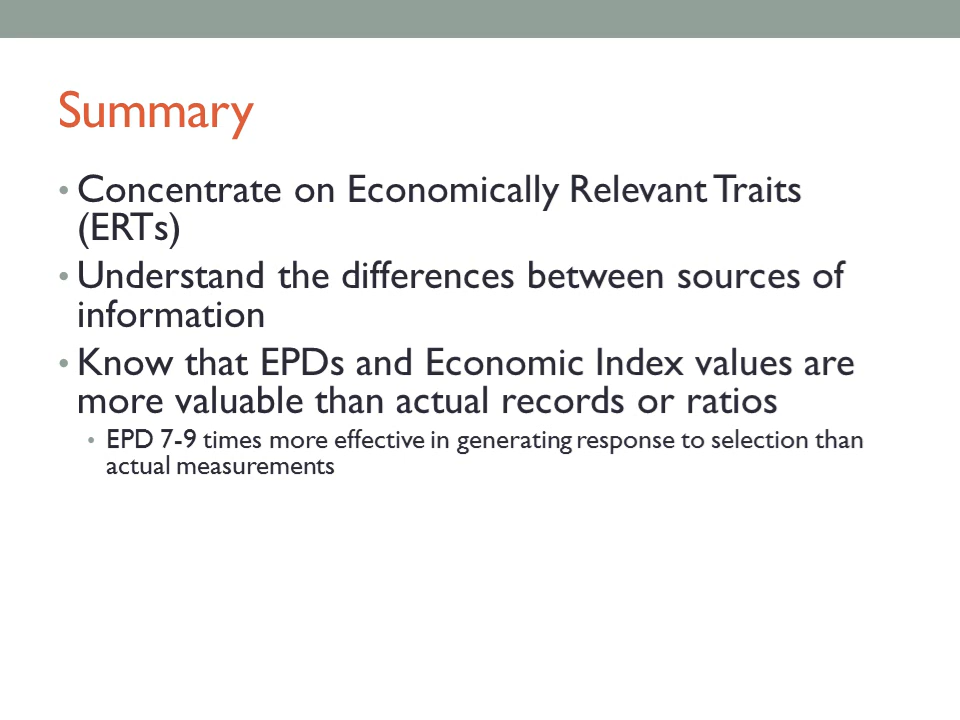 Summary
• Concentrate on Economically Relevant Traits
(ERTs)
• Understand the differences between sources of
information
• Know that EPDs and Economic Index values are
more valuable than actual records or ratios
• EPD 7-9 times more effective in generating response to selection than
actual measurements